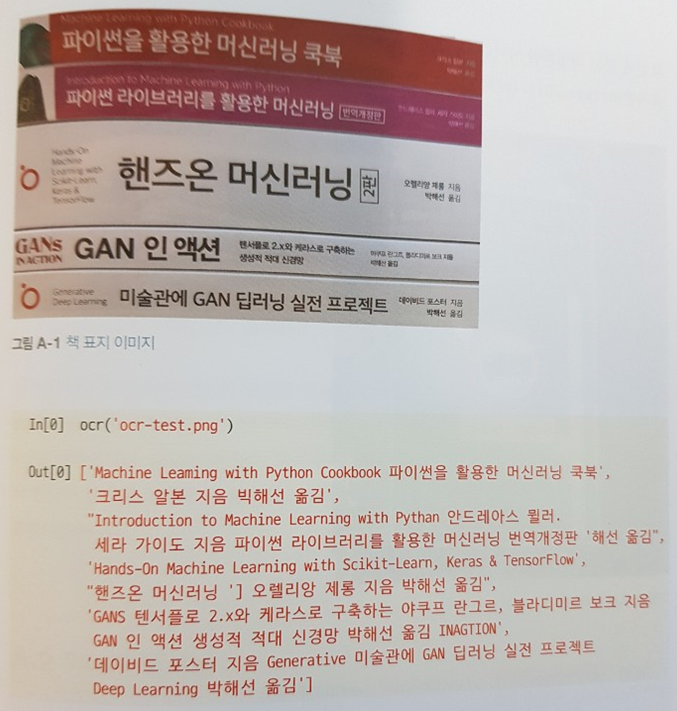 Machine Learning with Python Cookbook
파이썬을 활용한 머신러닝 쿡북
Introduction to Machine Learning with Python
파이썬 라이브러리를 활용한 머신러닝 번역개정판
Hands-On
Machine
Learning with
Scikit-Learn,
Keras &
TensorFlow
핸즈온 머신러닝 2판
오렐리앙 제롱 지음
박해선 옮김
GANs
IN ACTION
GAN 인 액션
텐서플로 2.x와 케라스로 구축하는
생성적 적대 신경망
야쿠프 란그르, 블라디미르 보크 지음
박해선 옮김
Generative
Deep Learning
미술관에 GAN 딥러닝 실전 프로젝트
데이비드 포스터 지음
박해선 옮김
그림 A-1 책 표지 이미지
In[0] ocr('ocr-test.png')
Out[0] ['Machine Leaming with Python Cookbook 파이썬을 활용한 머신러닝 쿡북',
'크리스 알본 지음 빅해선 옮김',
"Introduction to Machine Learning with Pythan 안드레아스 뮐러.
세라 가이도 지음 파이썬 라이브러리를 활용한 머신러닝 번역개정판 '해선 옮김",
'Hands-On Machine Learning with Scikit-Learn, Keras & TensorFlow',
"핸즈온 머신러닝 '] 오렐리앙 제롱 지음 박해선 옮김",
'GANS 텐서플로 2.x와 케라스로 구축하는 야쿠프 란그르, 블라디미르 보크 지음
GAN 인 액션 생성적 적대 신경망 박해선 옮김 INAGTION',
'데이비드 포스터 지음 Generative 미술관에 GAN 딥러닝 실전 프로젝트
Deep Learning 박해선 옮김']